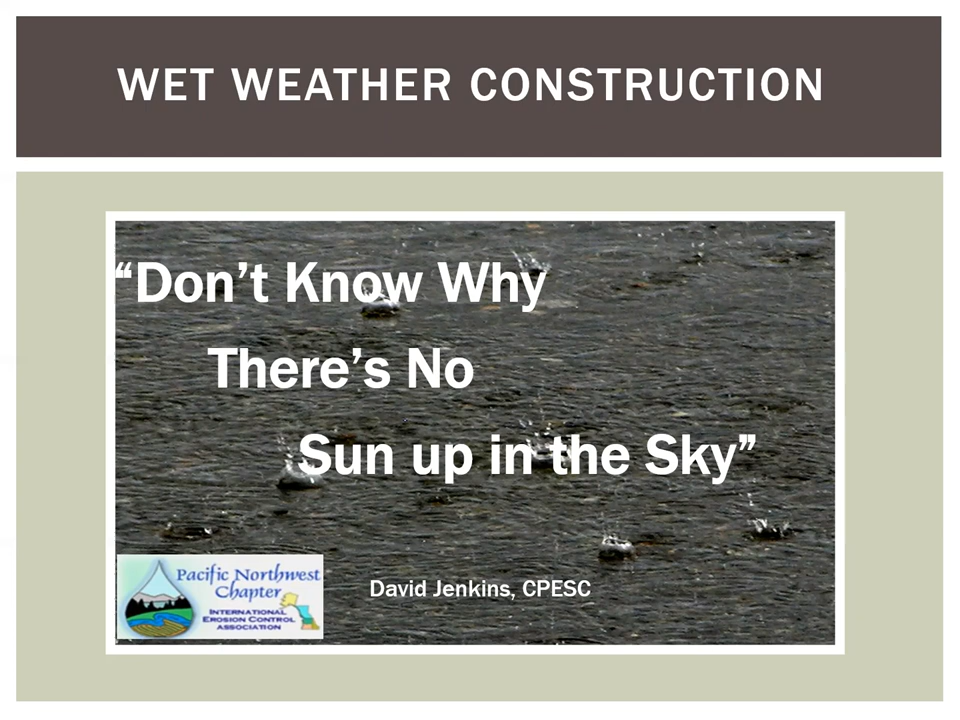 WET WEATHER CONSTRUCTION
“Don’t Know Why
There’s No
Sun up in the Sky”
Pacific Northwest
Chapter
INTERNATIONAL
EROSION CONTROL
ASSOCIATION
David Jenkins, CPESC